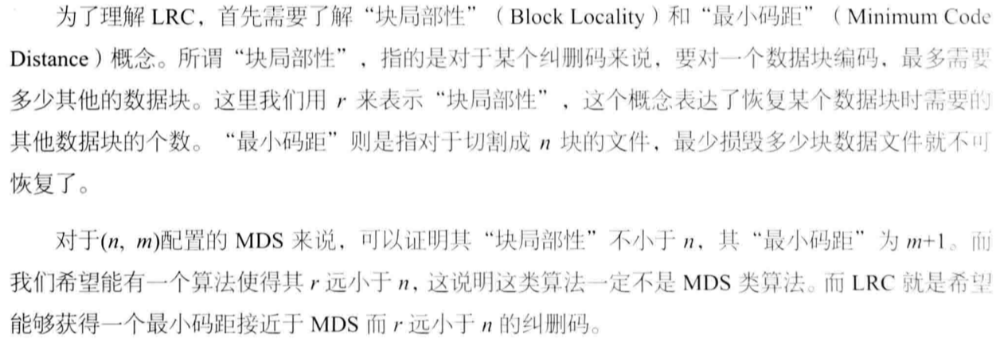 为了理解 LRC，首先需要了解“块局部性”（Block Locality）和“最小码距”（Minimum Code
Distance）概念。所谓“块局部性”，指的是对于某个纠删码来说，要对一个数据块编码，最多需要
多少其他的数据块。这里我们用 r 来表示“块局部性”，这个概念表达了恢复某个数据块时需要的
其他数据块的个数。“最小码距”则是指对于切割成 n 块的文件，最少损毁多少块数据文件就不可
恢复了。
对于(n, m)配置的 MDS 来说，可以证明其“块局部性”不小于 n，其“最小码距”为 m+1。而
我们希望能有一个算法使得其 r 远小于 n，这说明这类算法一定不是 MDS 类算法。而 LRC 就是希望
能够获得一个最小码距接近于 MDS 而 r 远小于 n 的纠删码。